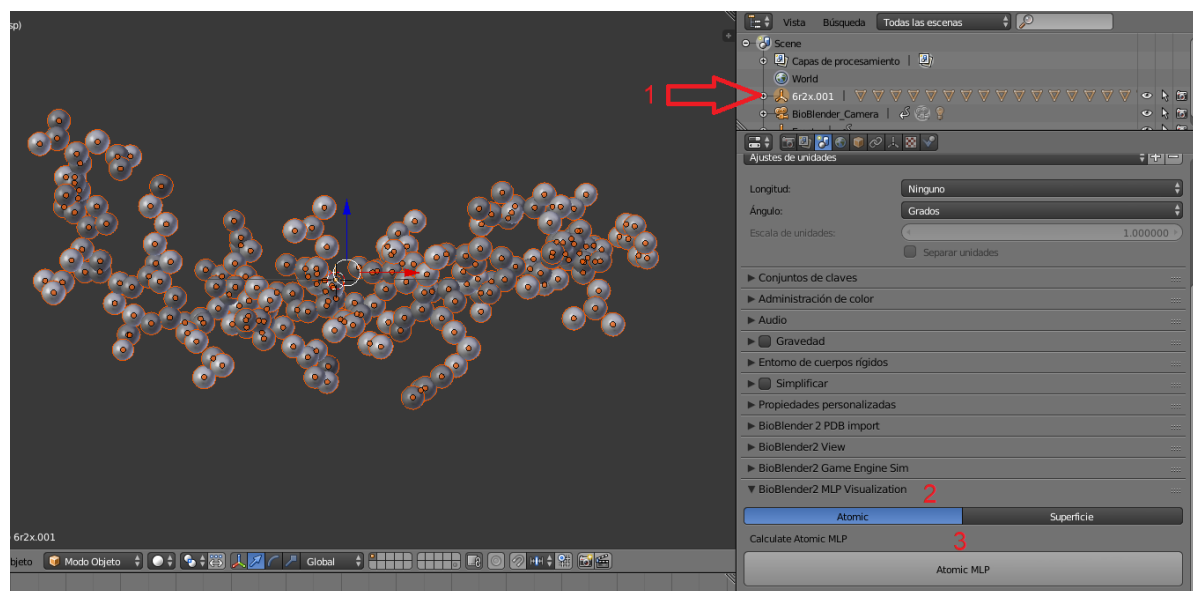 sp)
Vista Búsqueda Todas las escenas
Scene
Capas de procesamiento
World
1
6r2x.001
BioBlender_Camera
Ajustes de unidades
Longitud: Ninguno
Ángulo: Grados
Escala de unidades: 1.000000
Separar unidades
Conjuntos de claves
Administración de color
Audio
Gravedad
Entorno de cuerpos rígidos
Simplificar
Propiedades personalizadas
BioBlender 2 PDB import
BioBlender2 View
BioBlender2 Game Engine Sim
BioBlender2 MLP Visualization 2
Atomic Superficie
Calculate Atomic MLP 3
Atomic MLP
6r2x.001
bjeto Modo Objeto Global